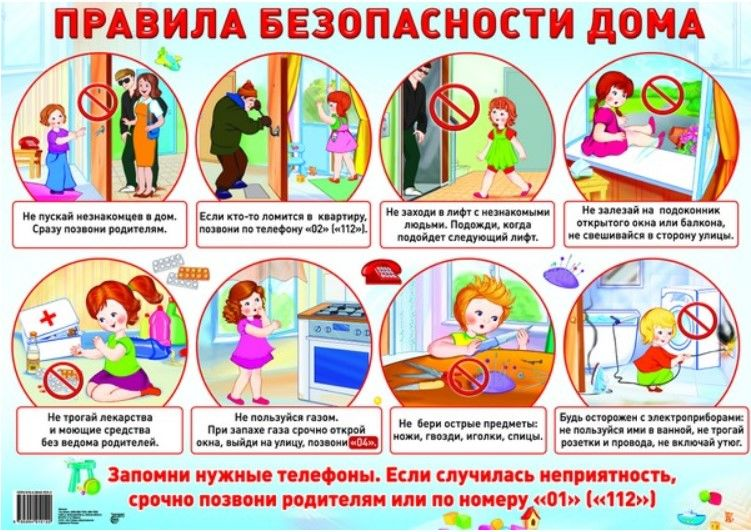 ПРАВИЛА БЕЗОПАСНОСТИ ДОМА
Не пускай незнакомцев в дом.
Сразу позвони родителям.
Если кто-то ломится в квартиру,
позвони по телефону «02» («112»).
Не заходи в лифт с незнакомыми
людьми. Подожди, когда
подойдет следующий лифт.
Не залезай на подоконник
открытого окна или балкона,
не свешивайся в сторону улицы.
Не трогай лекарства
и моющие средства
без ведома родителей.
Не пользуйся газом.
При запахе газа срочно открой
окна, выйди на улицу, позвони «04».
Не бери острые предметы:
ножи, гвозди, иголки, спицы.
Будь осторожен с электроприборами:
не пользуйся ими в ванной, не трогай
розетки и провода, не включай утюг.
Запомни нужные телефоны. Если случилась неприятность,
срочно позвони родителям или по номеру «01» («112»)